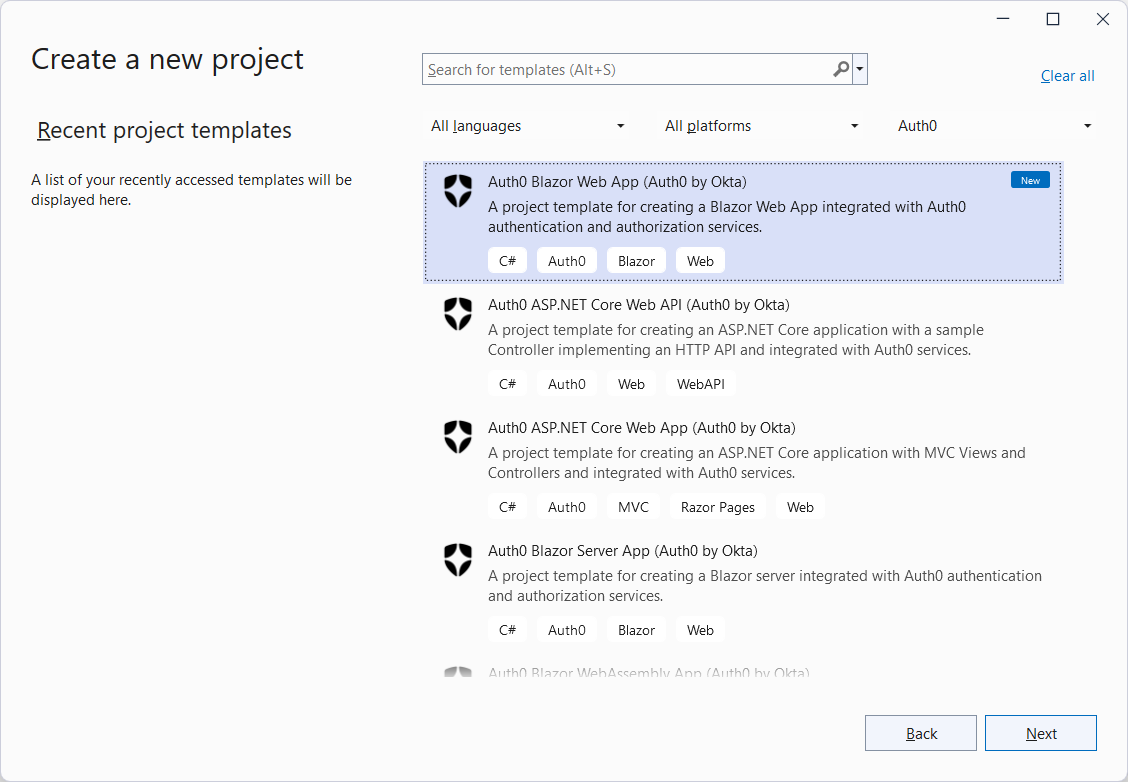 Create a new project
Search for templates (Alt+S)
Clear all
Recent project templates
All languages
All platforms
Auth0
A list of your recently accessed templates will be
displayed here.
Auth0 Blazor Web App (Auth0 by Okta)
New
A project template for creating a Blazor Web App integrated with Auth0
authentication and authorization services.
C#
Auth0
Blazor
Web
Auth0 ASP.NET Core Web API (Auth0 by Okta)
A project template for creating an ASP.NET Core application with a sample
Controller implementing an HTTP API and integrated with Auth0 services.
C#
Auth0
Web
WebAPI
Auth0 ASP.NET Core Web App (Auth0 by Okta)
A project template for creating an ASP.NET Core application with MVC Views and
Controllers and integrated with Auth0 services.
C#
Auth0
MVC
Razor Pages
Web
Auth0 Blazor Server App (Auth0 by Okta)
A project template for creating a Blazor server integrated with Auth0 authentication
and authorization services.
C#
Auth0
Blazor
Web
Auth0 Blazor WebAssembly App (Auth0 by Okta)
Back
Next